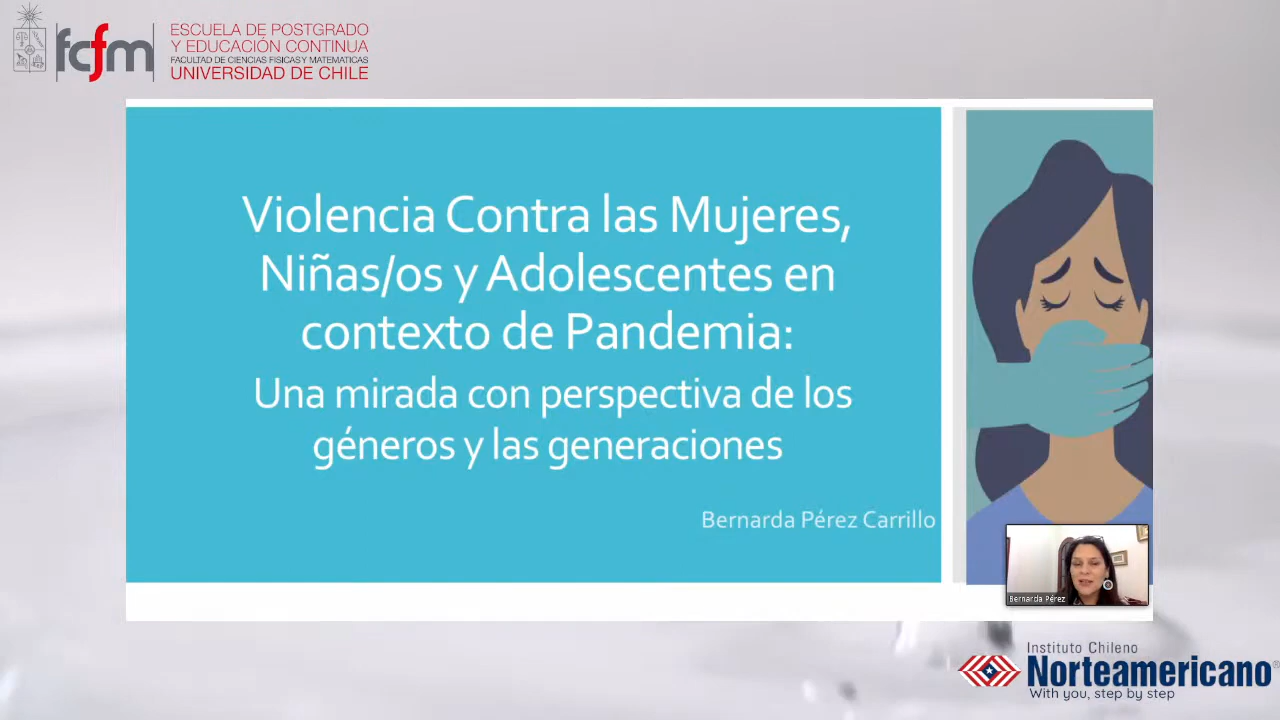 fcfm
ESCUELA DE POSTGRADO
Y EDUCACIÓN CONTINUA
FACULTAD DE CIENCIAS FÍSICAS Y MATEMÁTICAS
UNIVERSIDAD DE CHILE
Violencia Contra las Mujeres,
Niñas/os y Adolescentes en
contexto de Pandemia:
Una mirada con perspectiva de los
géneros y las generaciones
Bernarda Pérez Carrillo
Bernarda Pérez
Instituto Chileno
Norteamericano®
With you, step by step